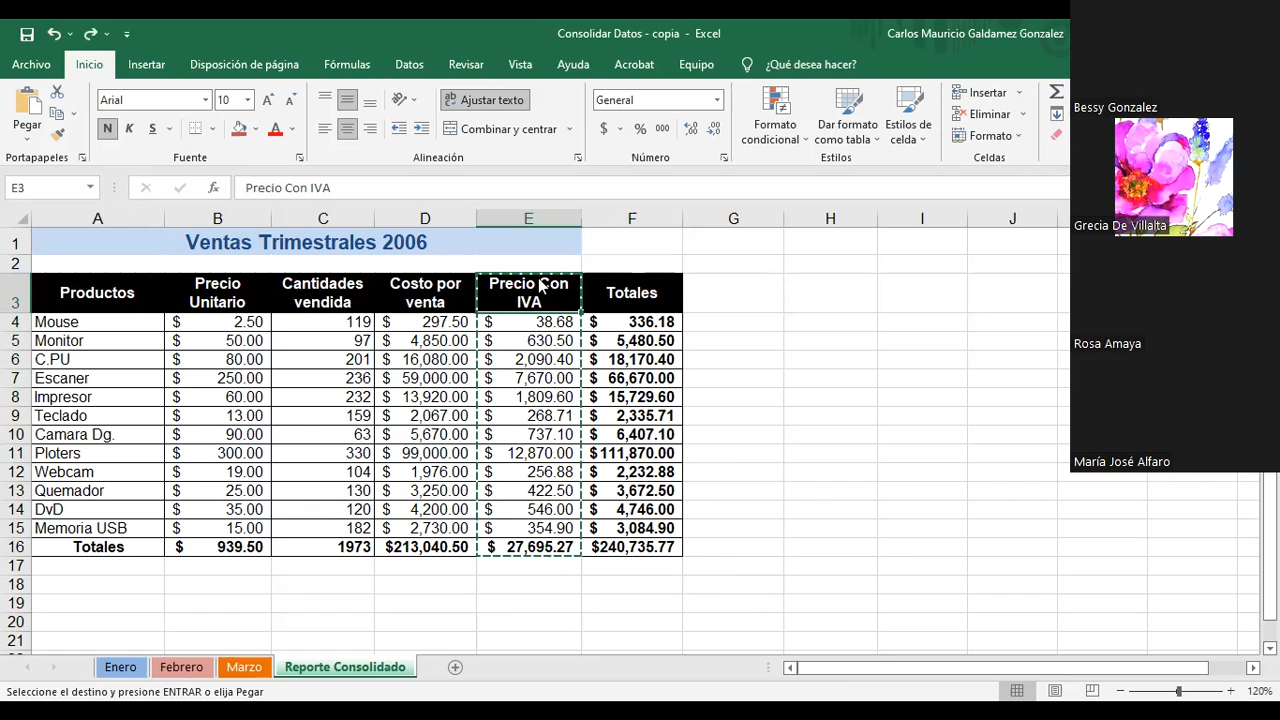 Consolidar Datos - copia - Excel
Carlos Mauricio Galdamez Gonzalez
Archivo Inicio Insertar Disposición de página Fórmulas Datos Revisar Vista Ayuda Acrobat Equipo ¿Qué desea hacer?
Pegar
Arial 10
Ajustar texto
General
Formato condicional
Dar formato como tabla
Estilos de celda
Insertar
Eliminar
Formato
N K S
Combinar y centrar
$ % 000
Portapapeles Fuente Alineación Número Estilos Celdas
E3 fx Precio Con IVA
A B C D E F G H I J
1 Ventas Trimestrales 2006
2
3 Productos Precio Unitario Cantidades vendida Costo por venta Precio Con IVA Totales
4 Mouse $ 2.50 119 $ 297.50 $ 38.68 $ 336.18
5 Monitor $ 50.00 97 $ 4,850.00 $ 630.50 $ 5,480.50
6 C.PU $ 80.00 201 $ 16,080.00 $ 2,090.40 $ 18,170.40
7 Escaner $ 250.00 236 $ 59,000.00 $ 7,670.00 $ 66,670.00
8 Impresor $ 60.00 232 $ 13,920.00 $ 1,809.60 $ 15,729.60
9 Teclado $ 13.00 159 $ 2,067.00 $ 268.71 $ 2,335.71
10 Camara Dg. $ 90.00 63 $ 5,670.00 $ 737.10 $ 6,407.10
11 Ploters $ 300.00 330 $ 99,000.00 $ 12,870.00 $111,870.00
12 Webcam $ 19.00 104 $ 1,976.00 $ 256.88 $ 2,232.88
13 Quemador $ 25.00 130 $ 3,250.00 $ 422.50 $ 3,672.50
14 DvD $ 35.00 120 $ 4,200.00 $ 546.00 $ 4,746.00
15 Memoria USB $ 15.00 182 $ 2,730.00 $ 354.90 $ 3,084.90
16 Totales $ 939.50 1973 $213,040.50 $ 27,695.27 $240,735.77
17
18
19
20
21
Enero Febrero Marzo Reporte Consolidado
Seleccione el destino y presione ENTRAR o elija Pegar
120%
Bessy Gonzalez
Grecia De Villalta
Rosa Amaya
María José Alfaro